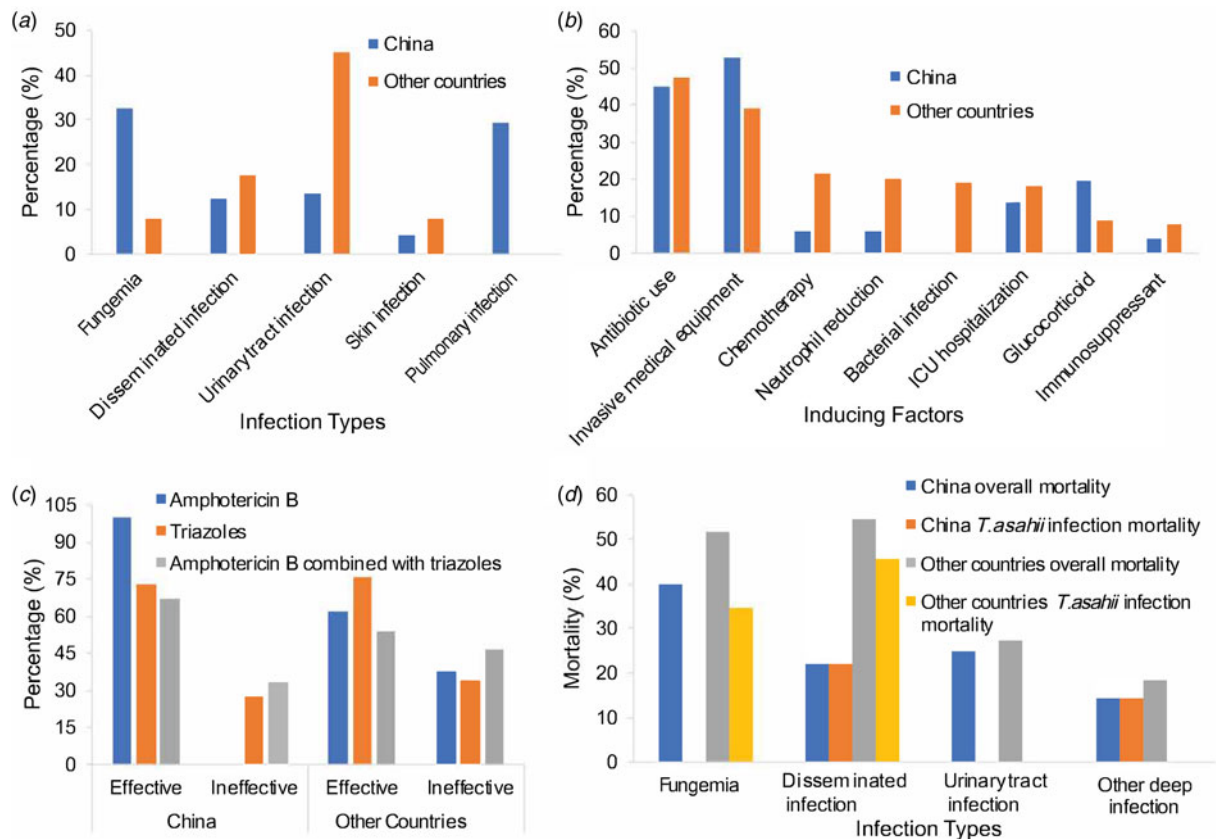 (a)
50
40
30
20
10
0
Percentage (%)
China
Other countries
Fungemia
Disseminated infection
Urinary tract infection
Skin infection
Pulmonary infection
Infection Types
(b)
60
50
40
30
20
10
0
Percentage (%)
China
Other countries
Antibiotic use
Invasive medical equipment
Chemotherapy
Neutrophil reduction
Bacterial infection
ICU hospitalization
Glucocorticoid
Immunosuppressant
Inducing Factors
(c)
105
90
75
60
45
30
15
0
Percentage (%)
Amphotericin B
Triazoles
Amphotericin B combined with triazoles
Effective Ineffective Effective Ineffective
China Other Countries
(d)
60
50
40
30
20
10
0
Mortality (%)
China overall mortality
China T.asahii infection mortality
Other countries overall mortality
Other countries T.asahii infection
mortality
Fungemia Disseminated Urinary tract Other deep
infection infection infection
Infection Types